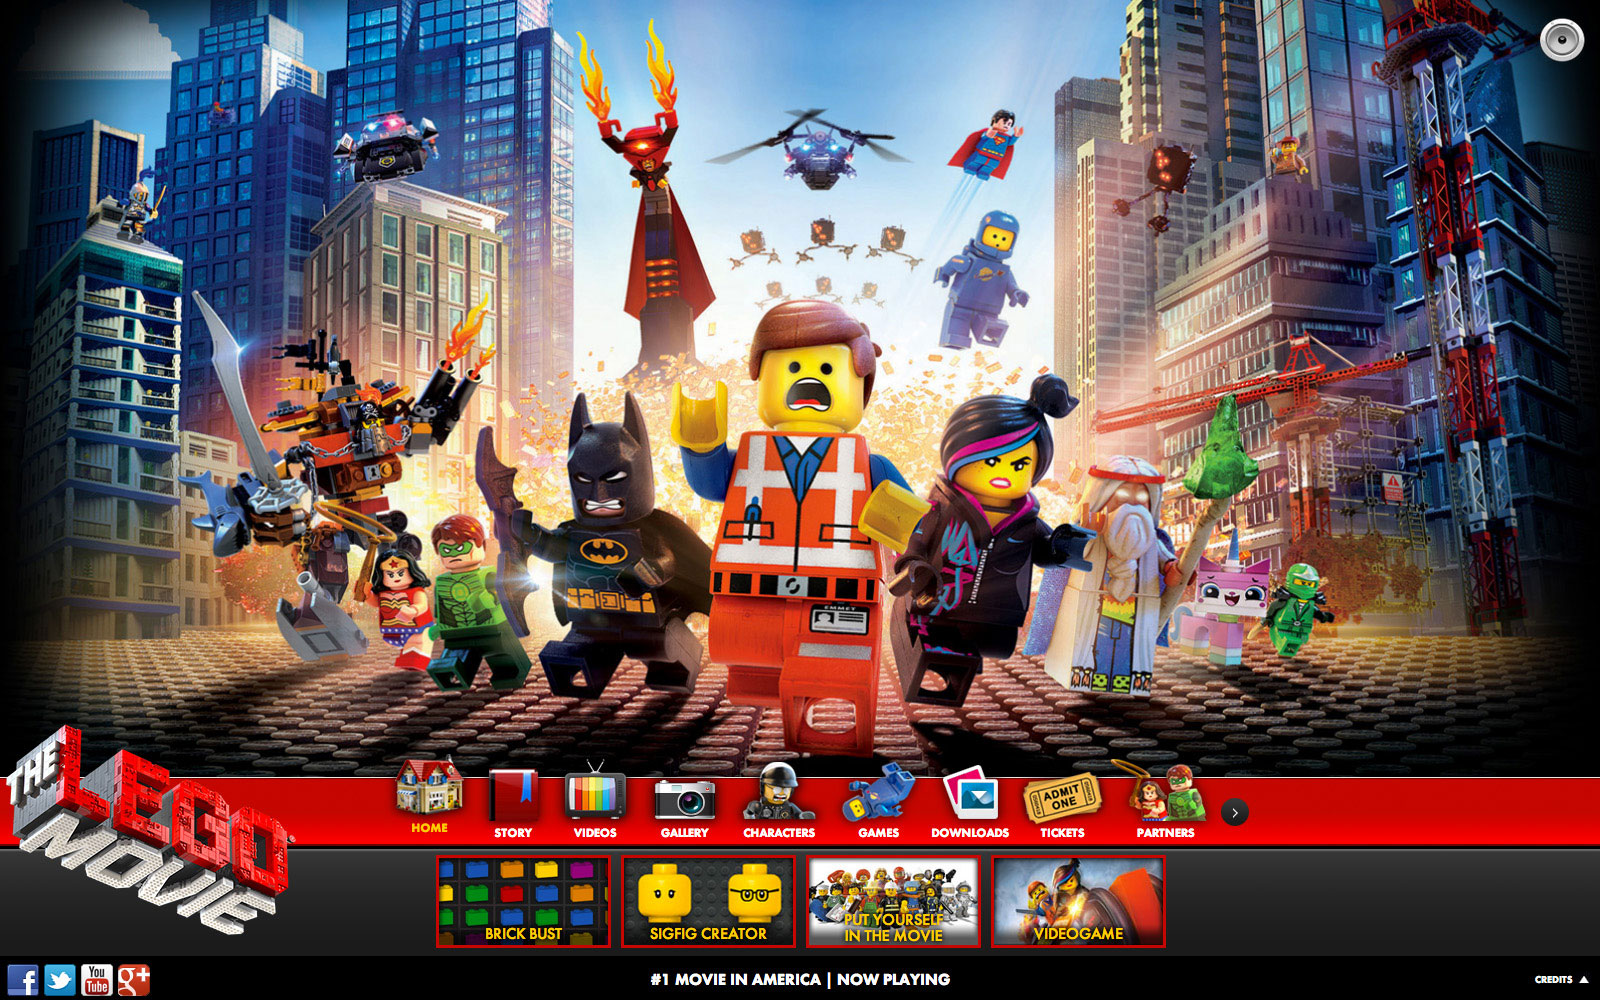 EMMET
THE
LEGO
MOVIE
HOME
STORY
VIDEOS
GALLERY
CHARACTERS
GAMES
DOWNLOADS
ADMIT
ONE
TICKETS
PARTNERS
BRICK BUST
SIGFIG CREATOR
PUT YOURSELF
IN THE MOVIE
VIDEOGAME
f
You
Tube
g+
#1 MOVIE IN AMERICA | NOW PLAYING
CREDITS